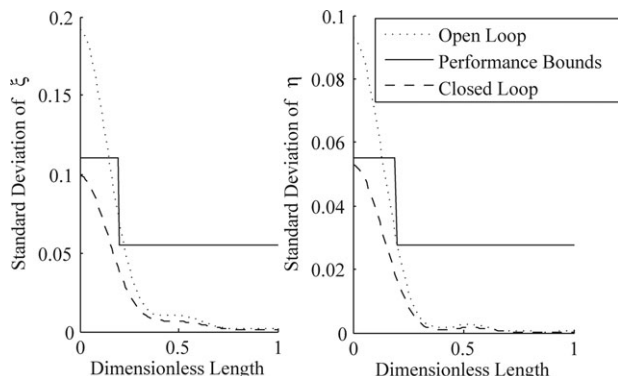 Standard Deviation of ξ
0.2
0.15
0.1
0.05
0
0
0.5
1
Dimensionless Length
Standard Deviation of η
0.1
0.08
0.06
0.04
0.02
0
0
0.5
1
Dimensionless Length
Open Loop
Performance Bounds
Closed Loop